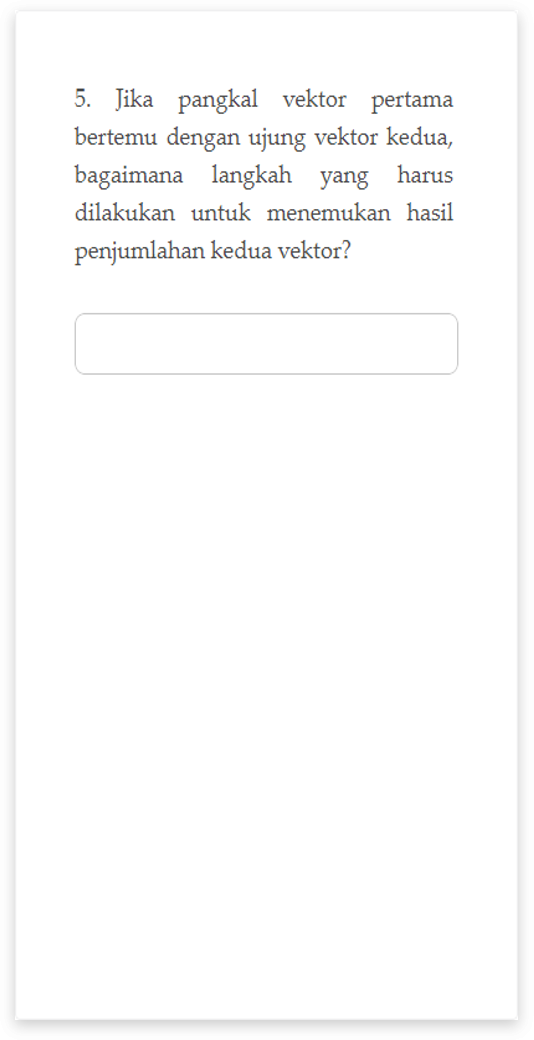 5. Jika pangkal vektor pertama
bertemu dengan ujung vektor kedua,
bagaimana langkah yang harus
dilakukan untuk menemukan hasil
penjumlahan kedua vektor?